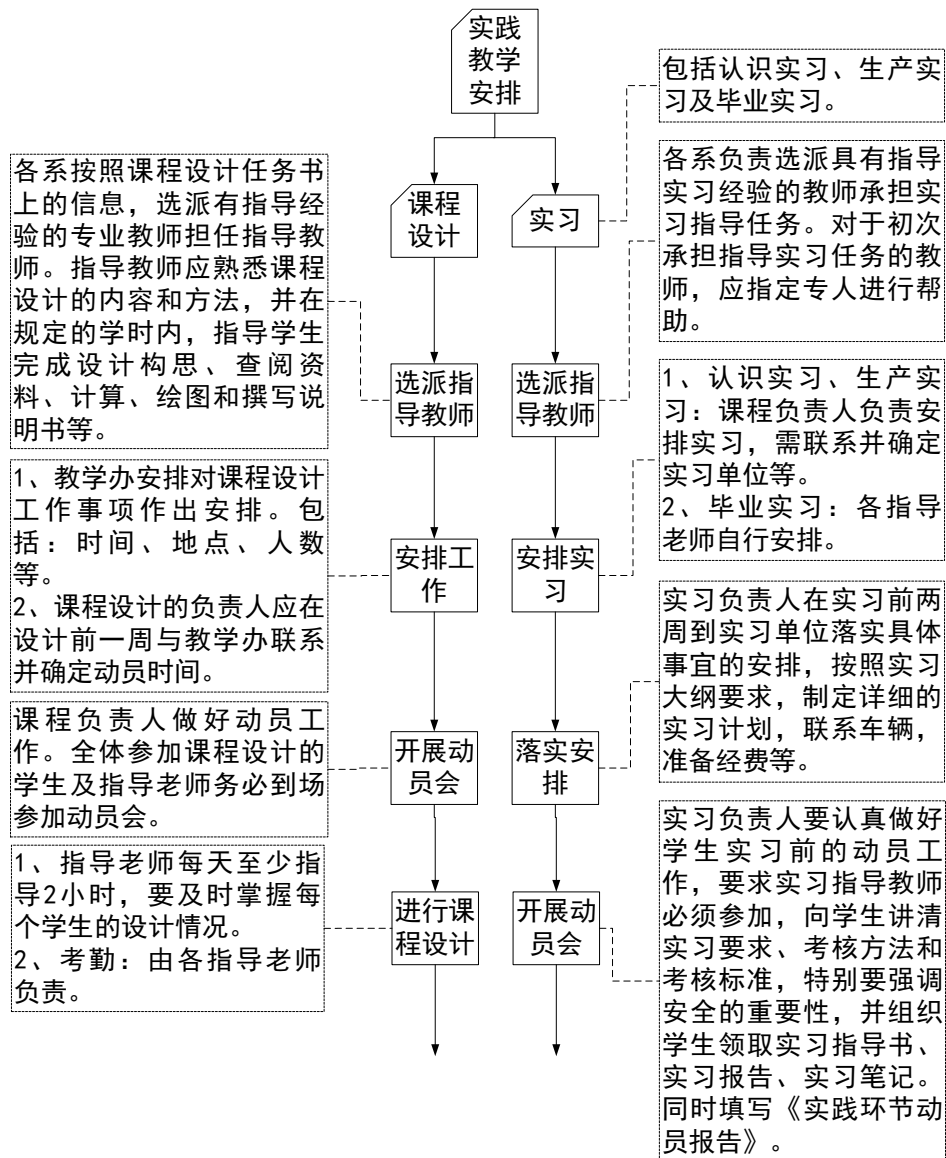 实践
教学
安排
包括认识实习、生产实
习及毕业实习。
课程
设计
实习
各系按照课程设计任务书
上的信息，选派有指导经
验的专业教师担任指导教
师。指导教师应熟悉课程
设计的内容和方法，并在
规定的学时内，指导学生
完成设计构思、查阅资
料、计算、绘图和撰写说
明书等。
各系负责选派具有指导
实习经验的教师承担实
习指导任务。对于初次
承担指导实习任务的教
师，应指定专人进行帮
助。
选派指
导教师
选派指
导教师
1、教学办安排对课程设计
工作事项作出安排。包
括：时间、地点、人数
等。
2、课程设计的负责人应在
设计前一周与教学办联系
并确定动员时间。
1、认识实习、生产实
习：课程负责人负责安
排实习，需联系并确定
实习单位等。
2、毕业实习：各指导
老师自行安排。
安排工
作
安排实
习
课程负责人做好动员工
作。全体参加课程设计的
学生及指导老师务必到场
参加动员会。
实习负责人在实习前两
周到实习单位落实具体
事宜的安排，按照实习
大纲要求，制定详细的
实习计划，联系车辆，
准备经费等。
开展动
员会
落实安
排
1、指导老师每天至少指
导2小时，要及时掌握每
个学生的设计情况。
2、考勤：由各指导老师
负责。
进行课
程设计
开展动
员会
实习负责人要认真做好
学生实习前的动员工
作，要求实习指导教师
必须参加，向学生讲清
实习要求、考核方法和
考核标准，特别要强调
安全的重要性，并组织
学生领取实习指导书、
实习报告、实习笔记。
同时填写《实践环节动
员报告》。